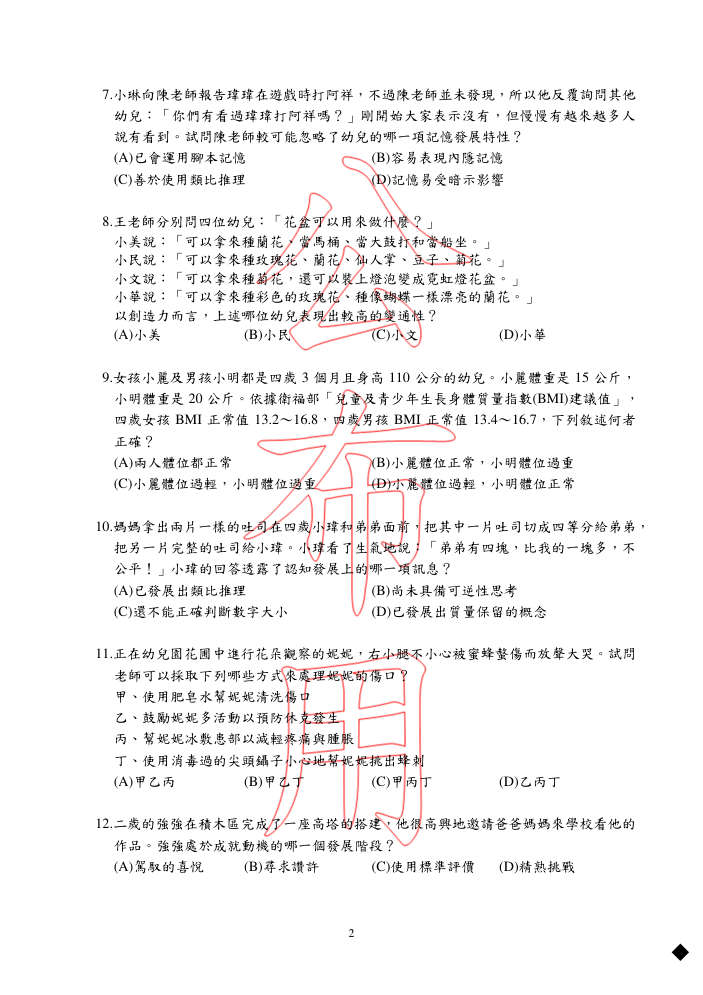 7.小琳向陳老師報告瑋瑋在遊戲時打阿祥，不過陳老師並未發現，所以他反覆詢問其他
幼兒：「你們有看過瑋瑋打阿祥嗎？」剛開始大家表示沒有，但慢慢有越來越多人
說有看到。試問陳老師較可能忽略了幼兒的哪一項記憶發展特性？
(A)已會運用腳本記憶 (B)容易表現內隱記憶
(C)善於使用類比推理 (D)記憶易受暗示影響
8.王老師分別問四位幼兒：「花盆可以用來做什麼？」
小美說：「可以拿來種蘭花、當馬桶、當大鼓打和當船坐。」
小民說：「可以拿來種玫瑰花、蘭花、仙人掌、豆子、菊花。」
小文說：「可以拿來種菊花，還可以裝上燈泡變成霓虹燈花盆。」
小華說：「可以拿來種彩色的玫瑰花、種像蝴蝶一樣漂亮的蘭花。」
以創造力而言，上述哪位幼兒表現出較高的變通性？
(A)小美 (B)小民 (C)小文 (D)小華
9.女孩小麗及男孩小明都是四歲 3 個月且身高 110 公分的幼兒。小麗體重是 15 公斤，
小明體重是 20 公斤。依據衛福部「兒童及青少年生長身體質量指數(BMI)建議值」，
四歲女孩 BMI 正常值 13.2～16.8，四歲男孩 BMI 正常值 13.4～16.7，下列敘述何者
正確？
(A)兩人體位都正常 (B)小麗體位正常，小明體位過重
(C)小麗體位過輕，小明體位過重 (D)小麗體位過輕，小明體位正常
10.媽媽拿出兩片一樣的吐司在四歲小瑋和弟弟面前，把其中一片吐司切成四等分給弟弟，
把另一片完整的吐司給小瑋。小瑋看了生氣地說：「弟弟有四塊，比我的一塊多，不
公平！」小瑋的回答透露了認知發展上的哪一項訊息？
(A)已發展出類比推理 (B)尚未具備可逆性思考
(C)還不能正確判斷數字大小 (D)已發展出質量保留的概念
11.正在幼兒園花圃中進行花朵觀察的妮妮，右小腿不小心被蜜蜂螫傷而放聲大哭。試問
老師可以採取下列哪些方式來處理妮妮的傷口？
甲、使用肥皂水幫妮妮清洗傷口
乙、鼓勵妮妮多活動以預防休克發生
丙、幫妮妮冰敷患部以減輕疼痛與腫脹
丁、使用消毒過的尖頭鑷子小心地幫妮妮挑出蜂刺
(A)甲乙丙 (B)甲乙丁 (C)甲丙丁 (D)乙丙丁
12.二歲的強強在積木區完成了一座高塔的搭建，他很高興地邀請爸爸媽媽來學校看他的
作品。強強處於成就動機的哪一個發展階段？
(A)駕馭的喜悅 (B)尋求讚許 (C)使用標準評價 (D)精熟挑戰
公布用
2